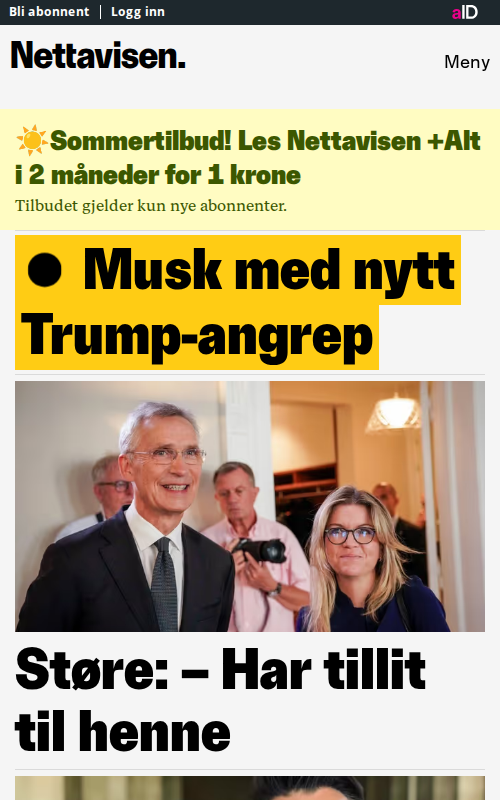 Bli abonnent | Logg inn
aID
Nettavisen.
Meny
☀️Sommertilbud! Les Nettavisen +Alt
i 2 måneder for 1 krone
Tilbudet gjelder kun nye abonnenter.
● Musk med nytt
Trump-angrep
Støre: – Har tillit
til henne